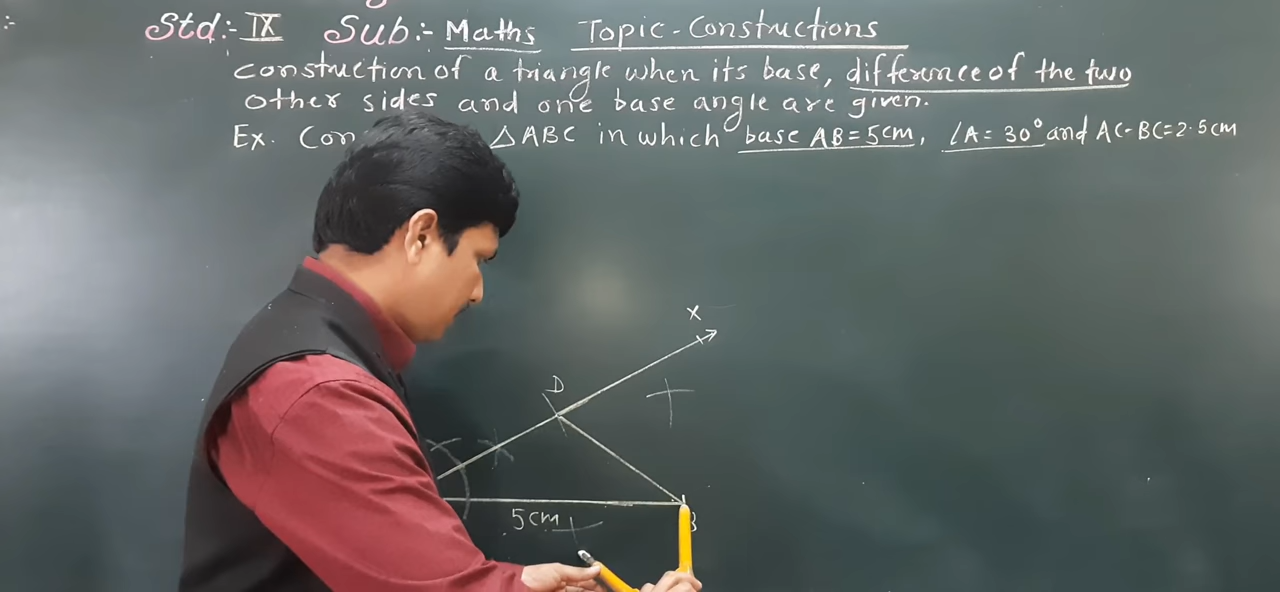 Std:- IX Sub:- Maths Topic-Constructions
construction of a triangle when its base, difference of the two
other sides and one base angle are given.
Ex. Con △ABC in which base AB=5cm, ∠A=30° and AC-BC=2.5cm
X
D
5cm
B